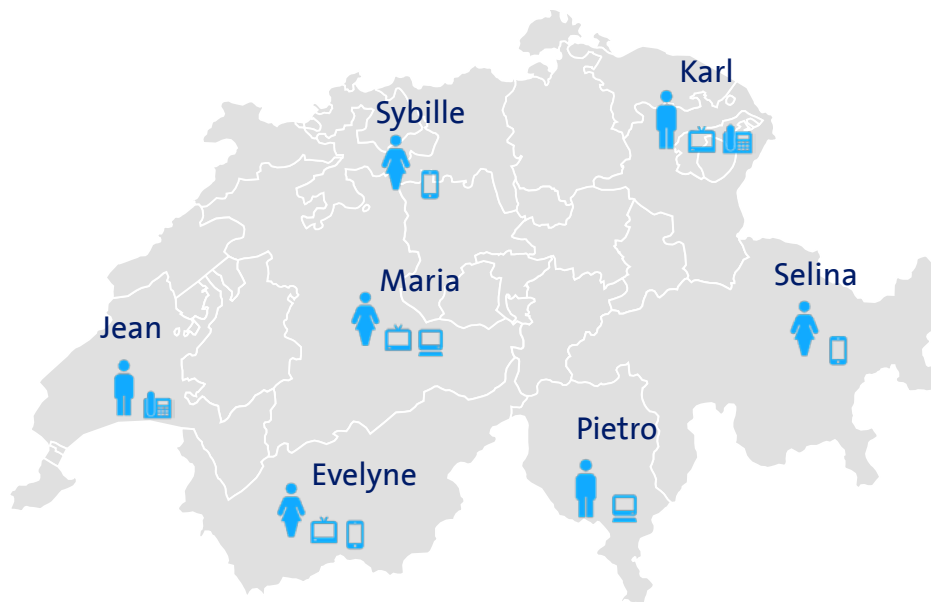 Karl
Sybille
Selina
Maria
Jean
Pietro
Evelyne